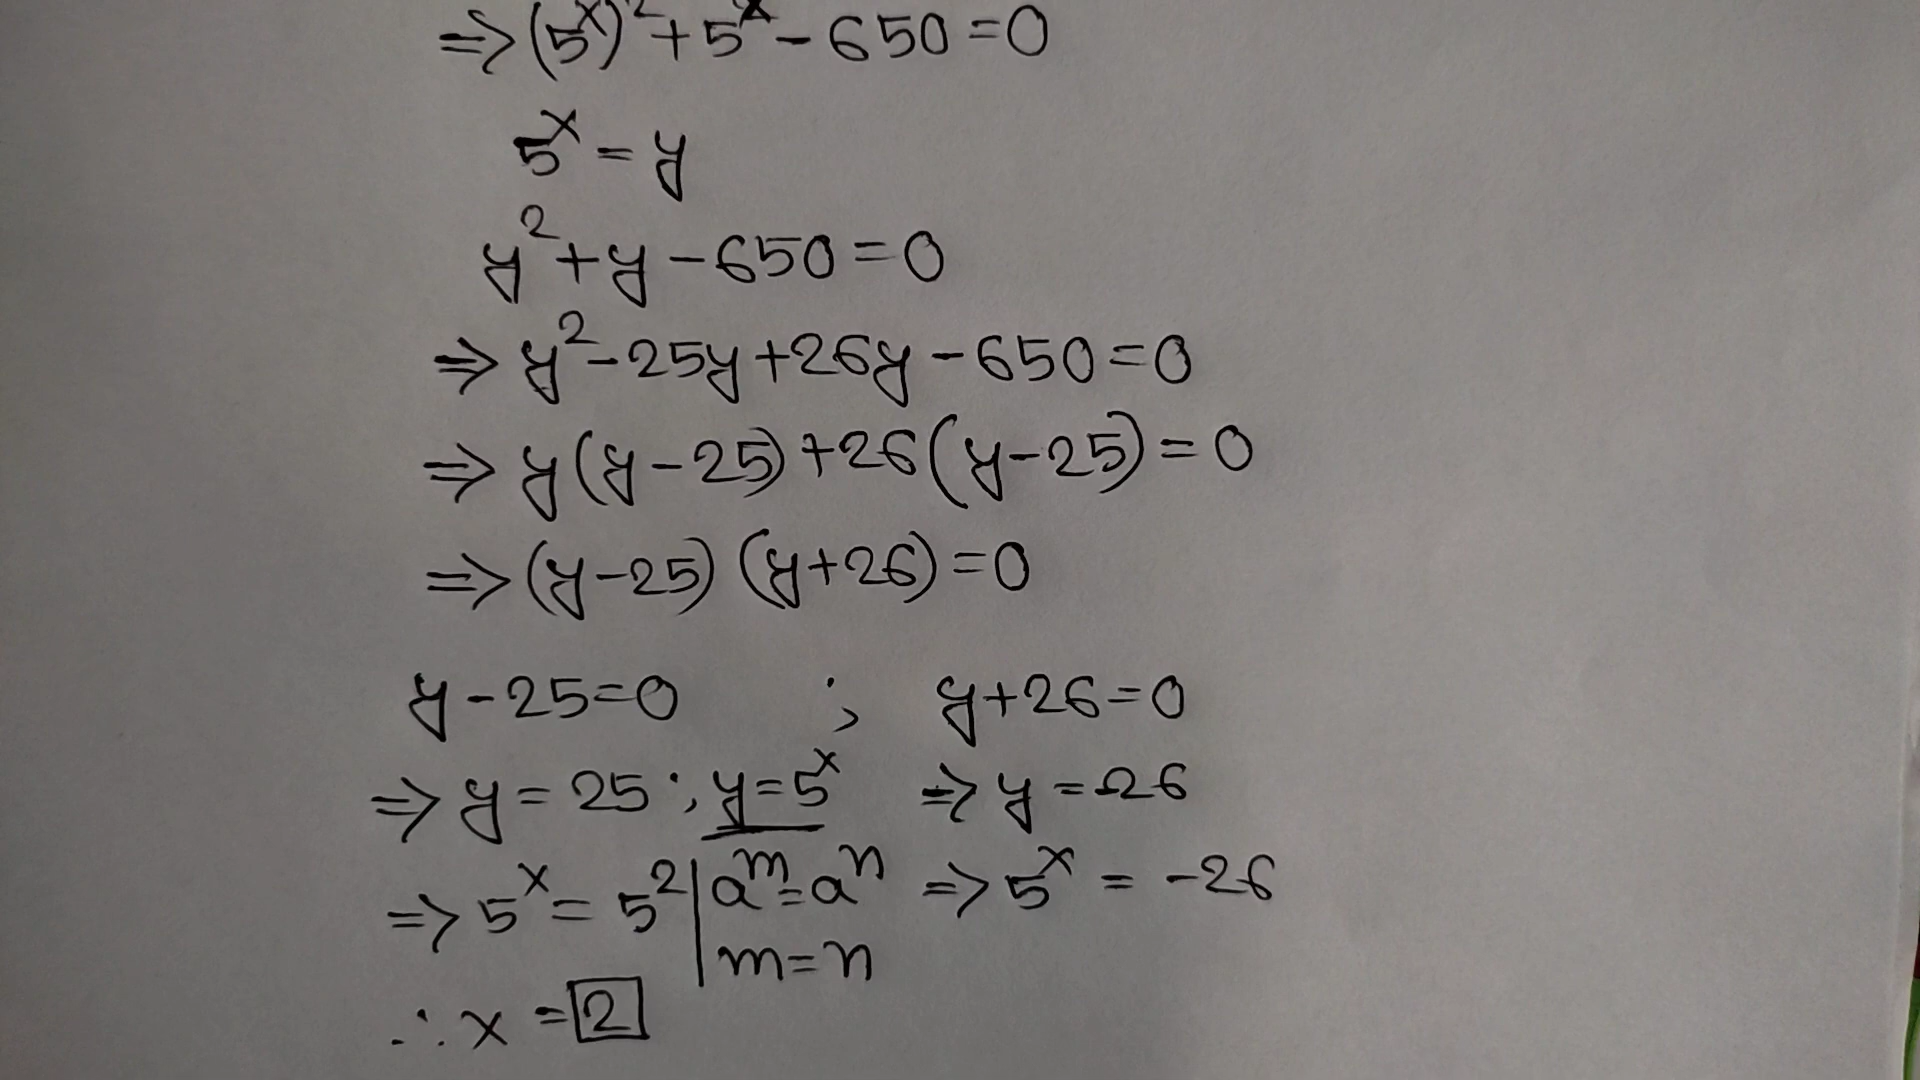 ⇒ (5^x)^2 + 5^x - 650 = 0
5^x = y
y^2 + y - 650 = 0
⇒ y^2 - 25y + 26y - 650 = 0
⇒ y(y - 25) + 26(y - 25) = 0
⇒ (y - 25) (y + 26) = 0
y - 25 = 0 ; y + 26 = 0
⇒ y = 25 ; y = 5^x ⇒ y = -26
⇒ 5^x = 5^2 | a^m = a^n ⇒ 5^x = -26
m = n
∴ x = 2